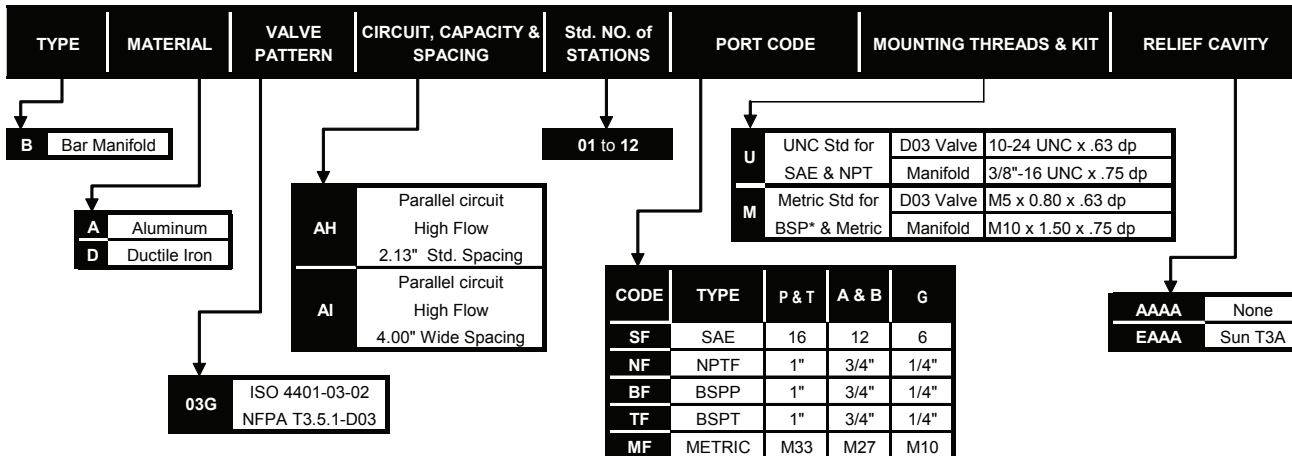 TYPE
MATERIAL
VALVE
PATTERN
CIRCUIT, CAPACITY &
SPACING
Std. NO. of
STATIONS
PORT CODE
MOUNTING THREADS & KIT
RELIEF CAVITY
B Bar Manifold
A Aluminum
D Ductile Iron
03G
ISO 4401-03-02
NFPA T3.5.1-D03
AH
Parallel circuit
High Flow
2.13" Std. Spacing
AI
Parallel circuit
High Flow
4.00" Wide Spacing
01 to 12
U
UNC Std for D03 Valve 10-24 UNC x .63 dp
SAE & NPT Manifold 3/8"-16 UNC x .75 dp
M
Metric Std for D03 Valve M5 x 0.80 x .63 dp
BSP* & Metric Manifold M10 x 1.50 x .75 dp
CODE TYPE P & T A & B G
SF SAE 16 12 6
NF NPTF 1" 3/4" 1/4"
BF BSPP 1" 3/4" 1/4"
TF BSPT 1" 3/4" 1/4"
MF METRIC M33 M27 M10
AAAA None
EAAA Sun T3A